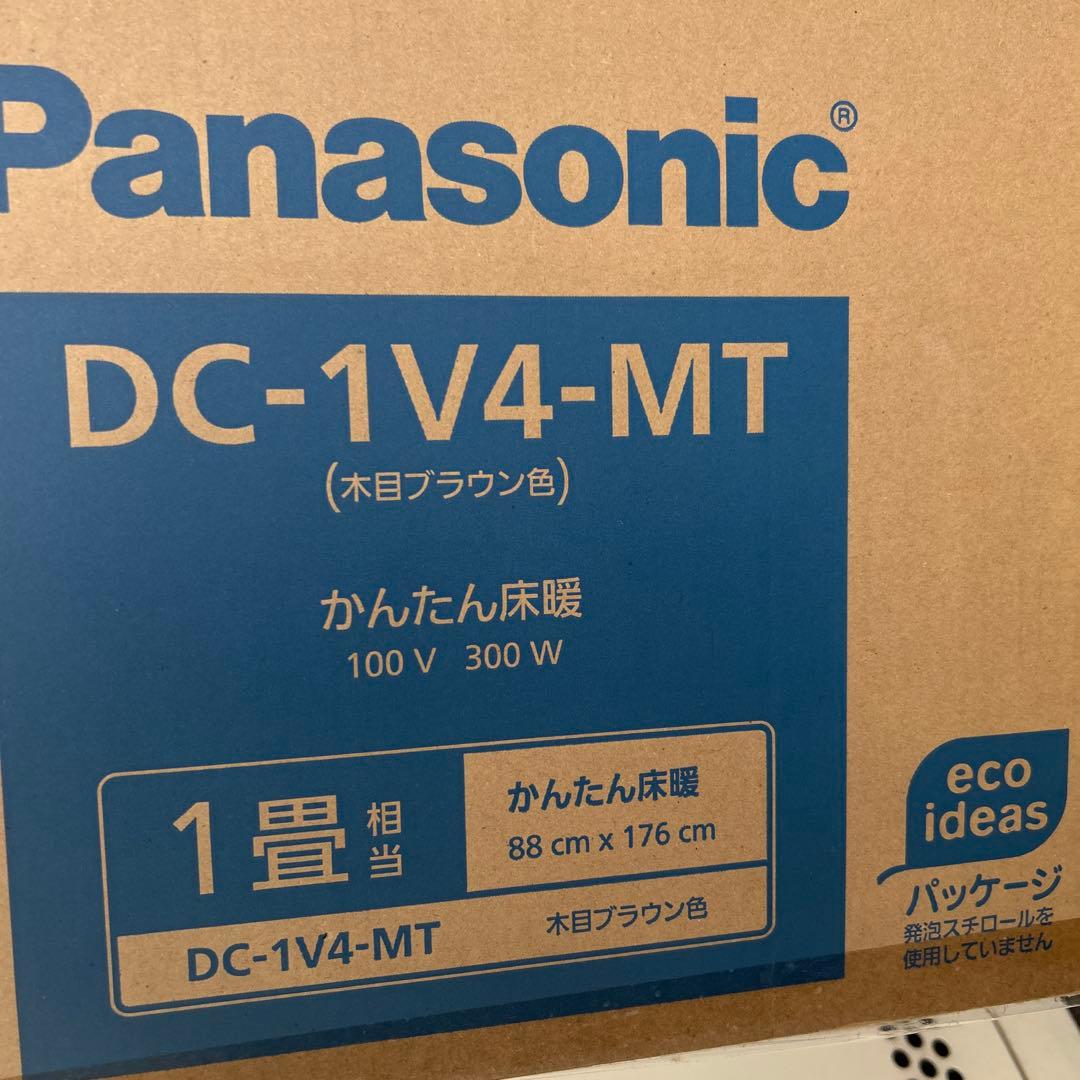 Panasonic®
DC-1V4-MT
(木目ブラウン色)
かんたん床暖
100 V 300 W
1畳相当
かんたん床暖
88 cm x 176 cm
DC-1V4-MT
木目ブラウン色
eco
ideas
パッケージ
発泡スチロールを
使用していません